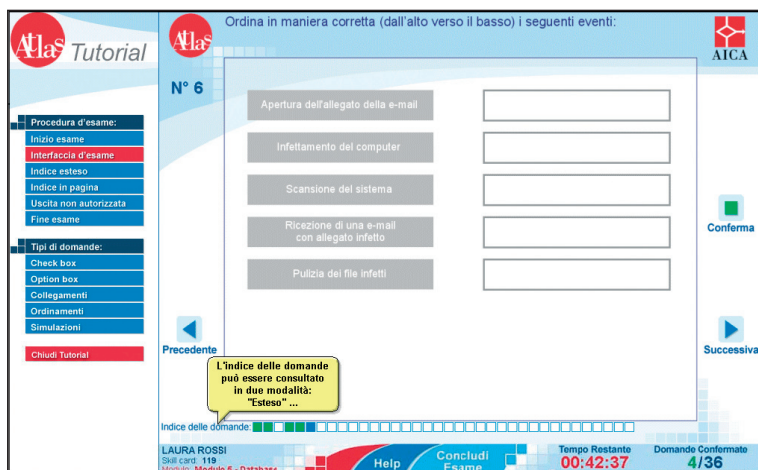 Atlas Tutorial
Atlas
Ordina in maniera corretta (dall'alto verso il basso) i seguenti eventi:
AICA
N° 6
Procedura d'esame:
Inizio esame
Interfaccia d'esame
Indice esteso
Indice in pagina
Uscita non autorizzata
Fine esame
Tipi di domande:
Check box
Option box
Collegamenti
Ordinamenti
Simulazioni
Chiudi Tutorial
Apertura dell'allegato della e-mail
Infettamento del computer
Scansione del sistema
Ricezione di una e-mail
con allegato infetto
Pulizia dei file infetti
Conferma
Precedente
Successiva
L'indice delle domande
può essere consultato
in due modalità:
"Esteso" ...
Indice delle domande:
LAURA ROSSI
Skill card: 119
Modulo: Modulo 5 - Database
Help
Concludi
Esame
Tempo Restante
00:42:37
Domande Confermate
4/36